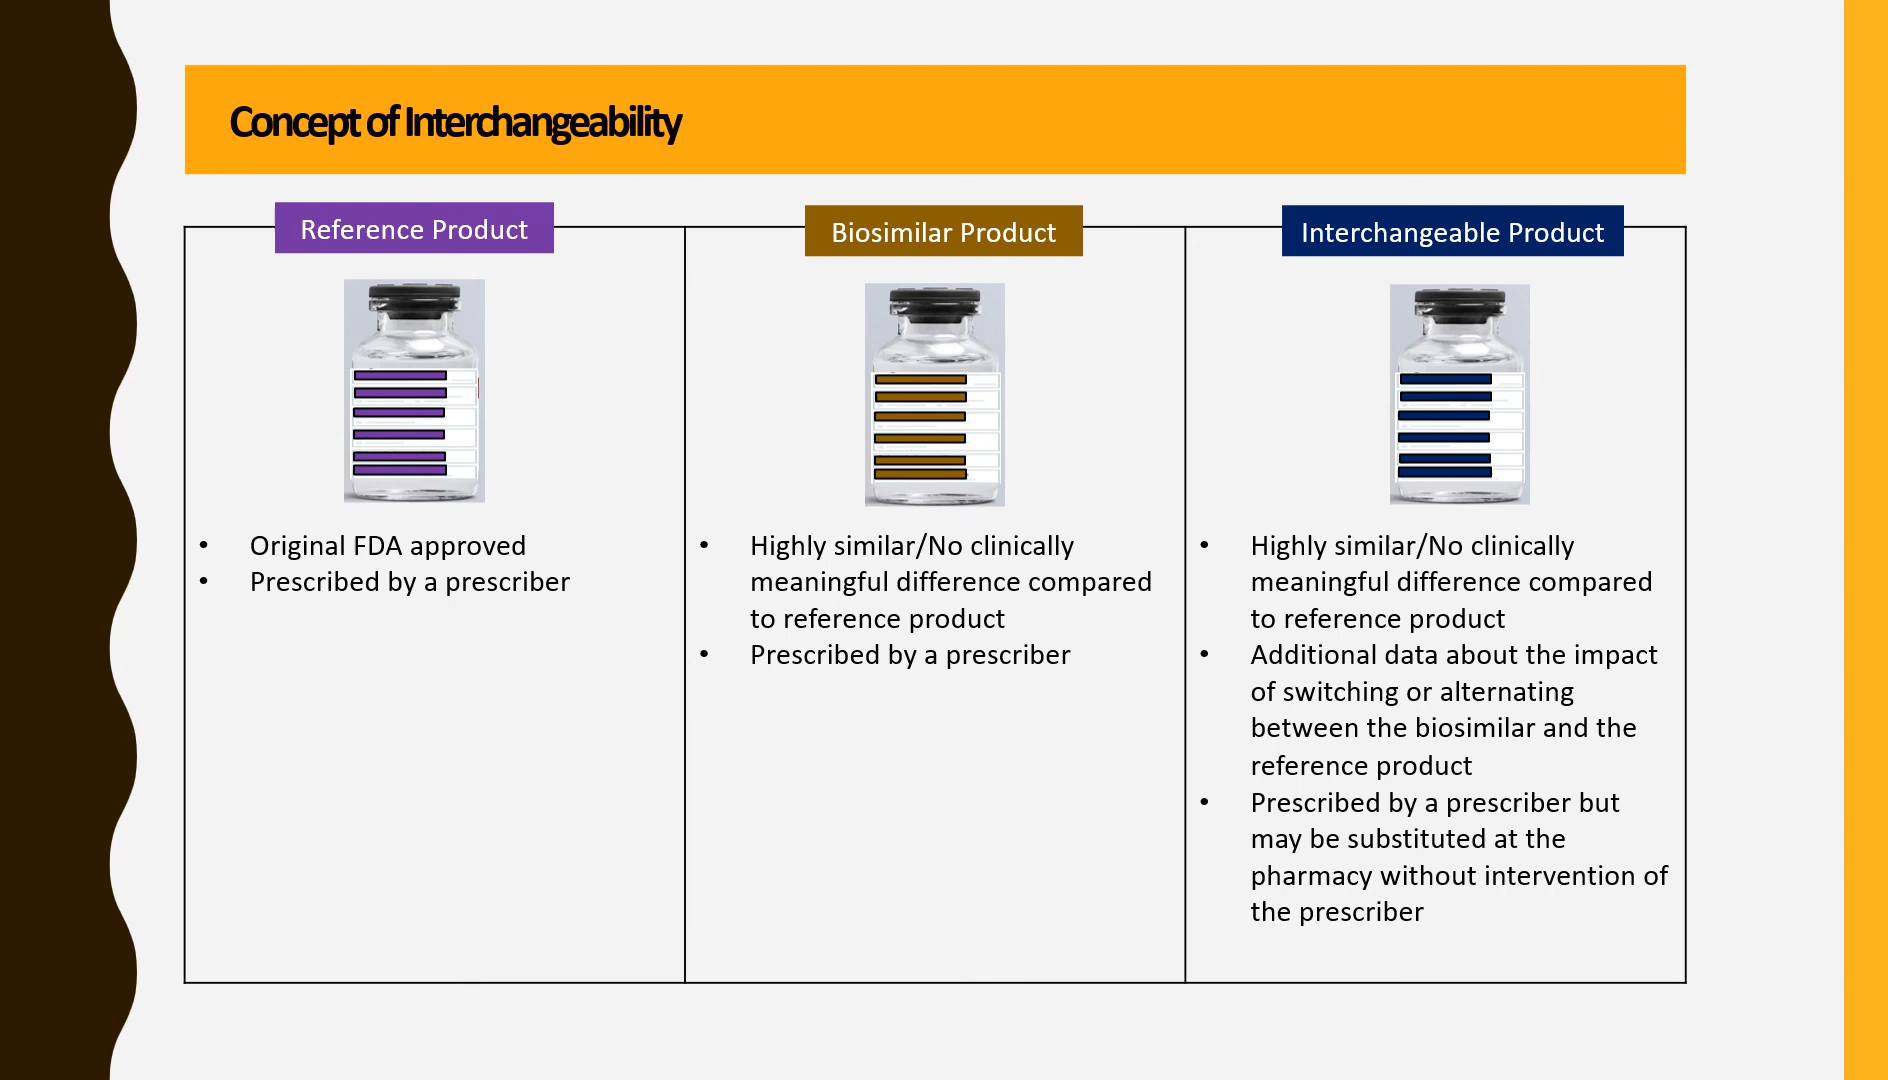 Concept of Interchangeability
Reference Product
• Original FDA approved
• Prescribed by a prescriber
Biosimilar Product
• Highly similar/No clinically
meaningful difference compared
to reference product
• Prescribed by a prescriber
Interchangeable Product
• Highly similar/No clinically
meaningful difference compared
to reference product
• Additional data about the impact
of switching or alternating
between the biosimilar and the
reference product
• Prescribed by a prescriber but
may be substituted at the
pharmacy without intervention of
the prescriber